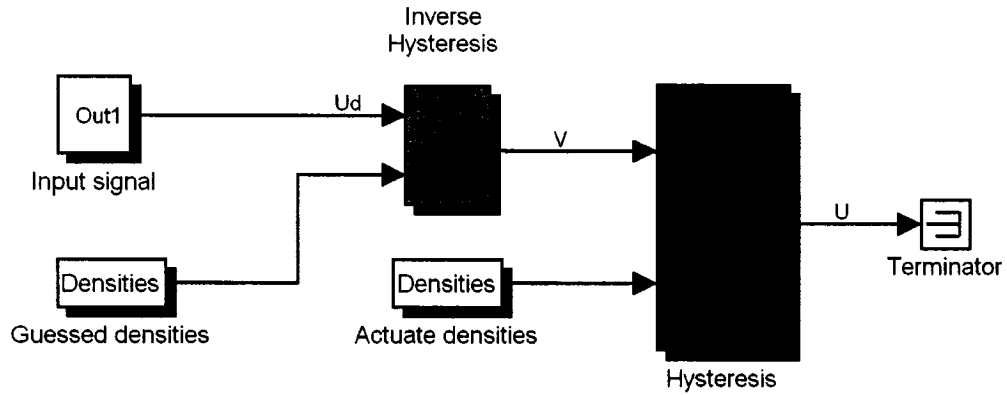 Inverse
Hysteresis
Out1
Ud
Input signal
V
U
Terminator
Densities
Guessed densities
Densities
Actuate densities
Hysteresis